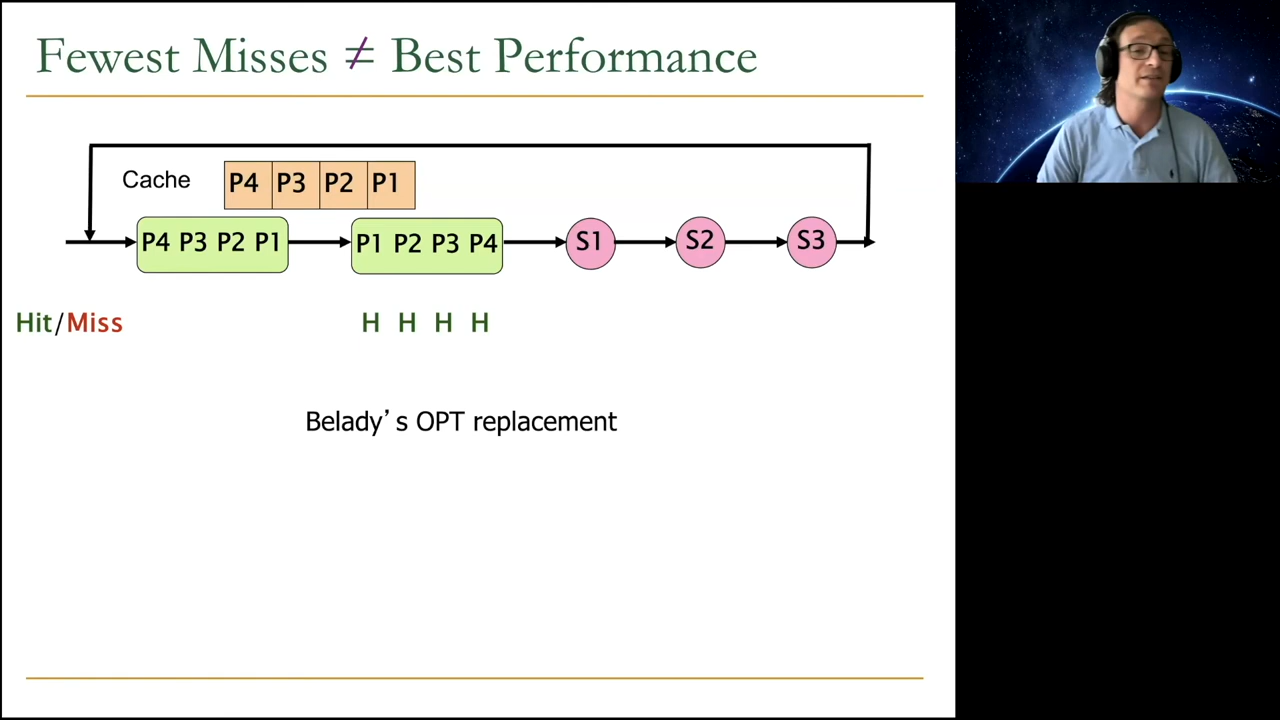 Fewest Misses ≠ Best Performance
Cache P4 P3 P2 P1
P4 P3 P2 P1 P1 P2 P3 P4 S1 S2 S3
Hit/Miss H H H H
Belady's OPT replacement